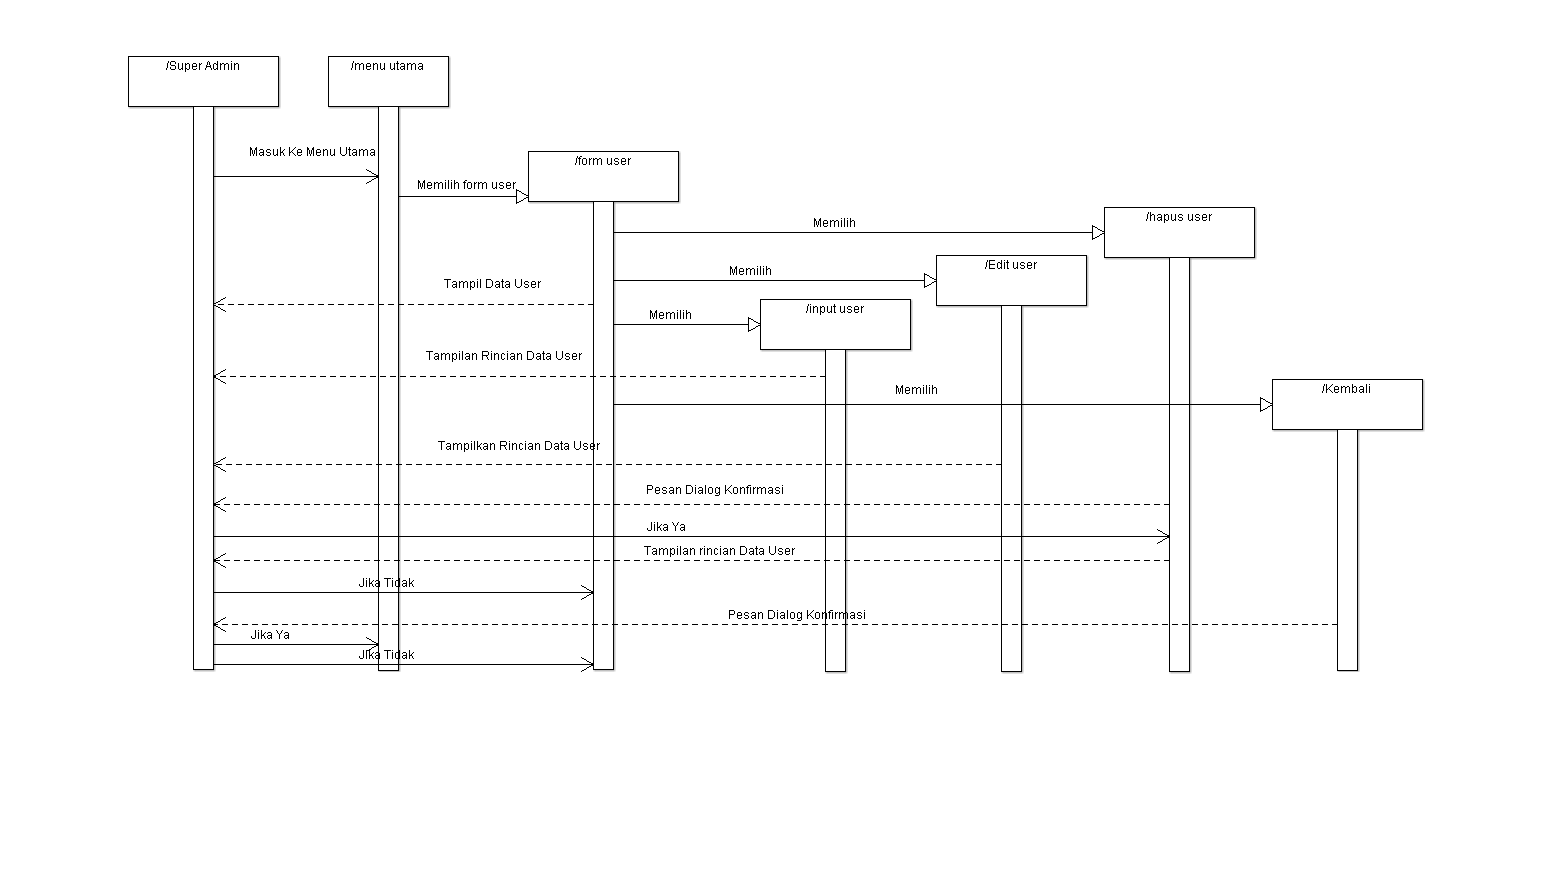 /Super Admin
/menu utama
Masuk Ke Menu Utama
/form user
Memilih form user
/hapus user
Memilih
/Edit user
Memilih
Tampil Data User
/input user
Memilih
Tampilan Rincian Data User
/Kembali
Memilih
Tampilkan Rincian Data User
Pesan Dialog Konfirmasi
Jika Ya
Tampilan rincian Data User
Jika Tidak
Pesan Dialog Konfirmasi
Jika Ya
Jika Tidak